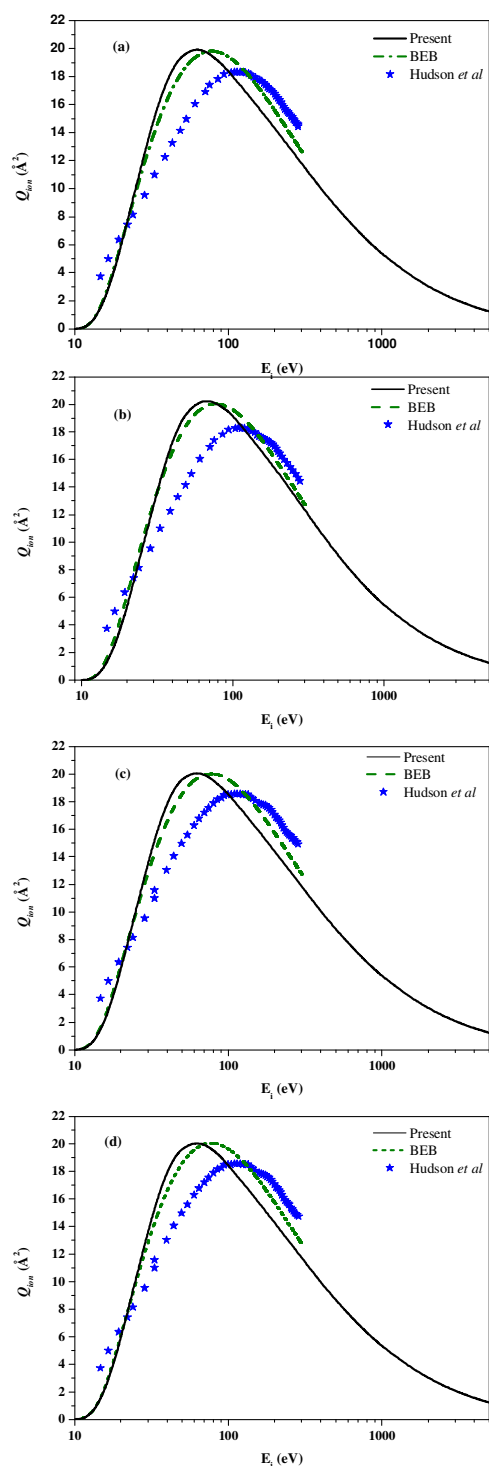 22
20
18
16
14
12
10
8
6
4
2
0
Q_ion (Å²)
(a)
Present
BEB
Hudson et al
10 100 1000
E_i (eV)
22
20
18
16
14
12
10
8
6
4
2
0
Q_ion (Å²)
(b)
Present
BEB
Hudson et al
10 100 1000
E_i (eV)
22
20
18
16
14
12
10
8
6
4
2
0
Q_ion (Å²)
(c)
Present
BEB
Hudson et al
10 100 1000
E_i (eV)
22
20
18
16
14
12
10
8
6
4
2
0
Q_ion (Å²)
(d)
Present
BEB
Hudson et al
10 100 1000
E_i (eV)